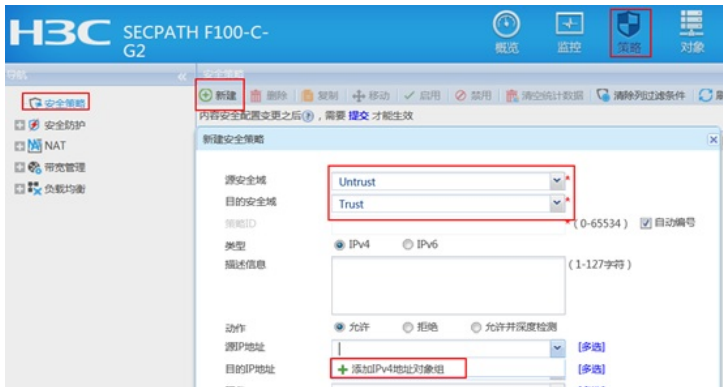 H3C SECPATH F100-C-G2
概览 监控 策略 对象
导航 « 安全策略
安全策略
安全防护
NAT
带宽管理
负载均衡
新建 删除 复制 移动 启用 禁用 清空统计数据 清除列过滤条件
内容安全配置变更之后 ，需要 提交 才能生效
新建安全策略
源安全域 Untrust *
目的安全域 Trust *
策略ID * (0-65534) 自动编号
类型 IPv4 IPv6
描述信息 (1-127字符)
动作 允许 拒绝 允许并深度检测
源IP地址 [多选]
添加IPv4地址对象组
目的IP地址 [多选]